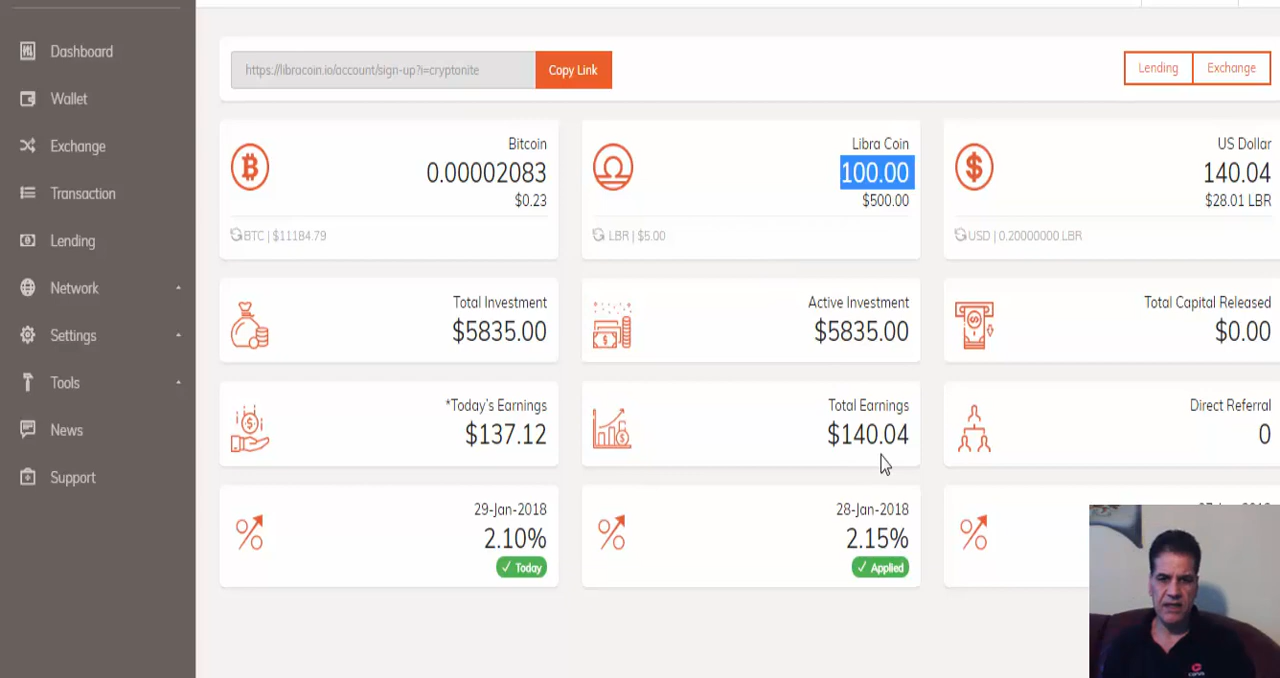 Dashboard
Wallet
Exchange
Transaction
Lending
Network
Settings
Tools
News
Support
https://libracoin.io/account/sign-up?i=cryptonite
Copy Link
Lending
Exchange
Bitcoin
0.00002083
$0.23
BTC | $11184.79
Libra Coin
100.00
$500.00
LBR | $5.00
US Dollar
140.04
$28.01 LBR
USD | 0.20000000 LBR
Total Investment
$5835.00
Active Investment
$5835.00
Total Capital Released
$0.00
*Today's Earnings
$137.12
Total Earnings
$140.04
Direct Referral
0
29-Jan-2018
2.10%
Today
28-Jan-2018
2.15%
Applied